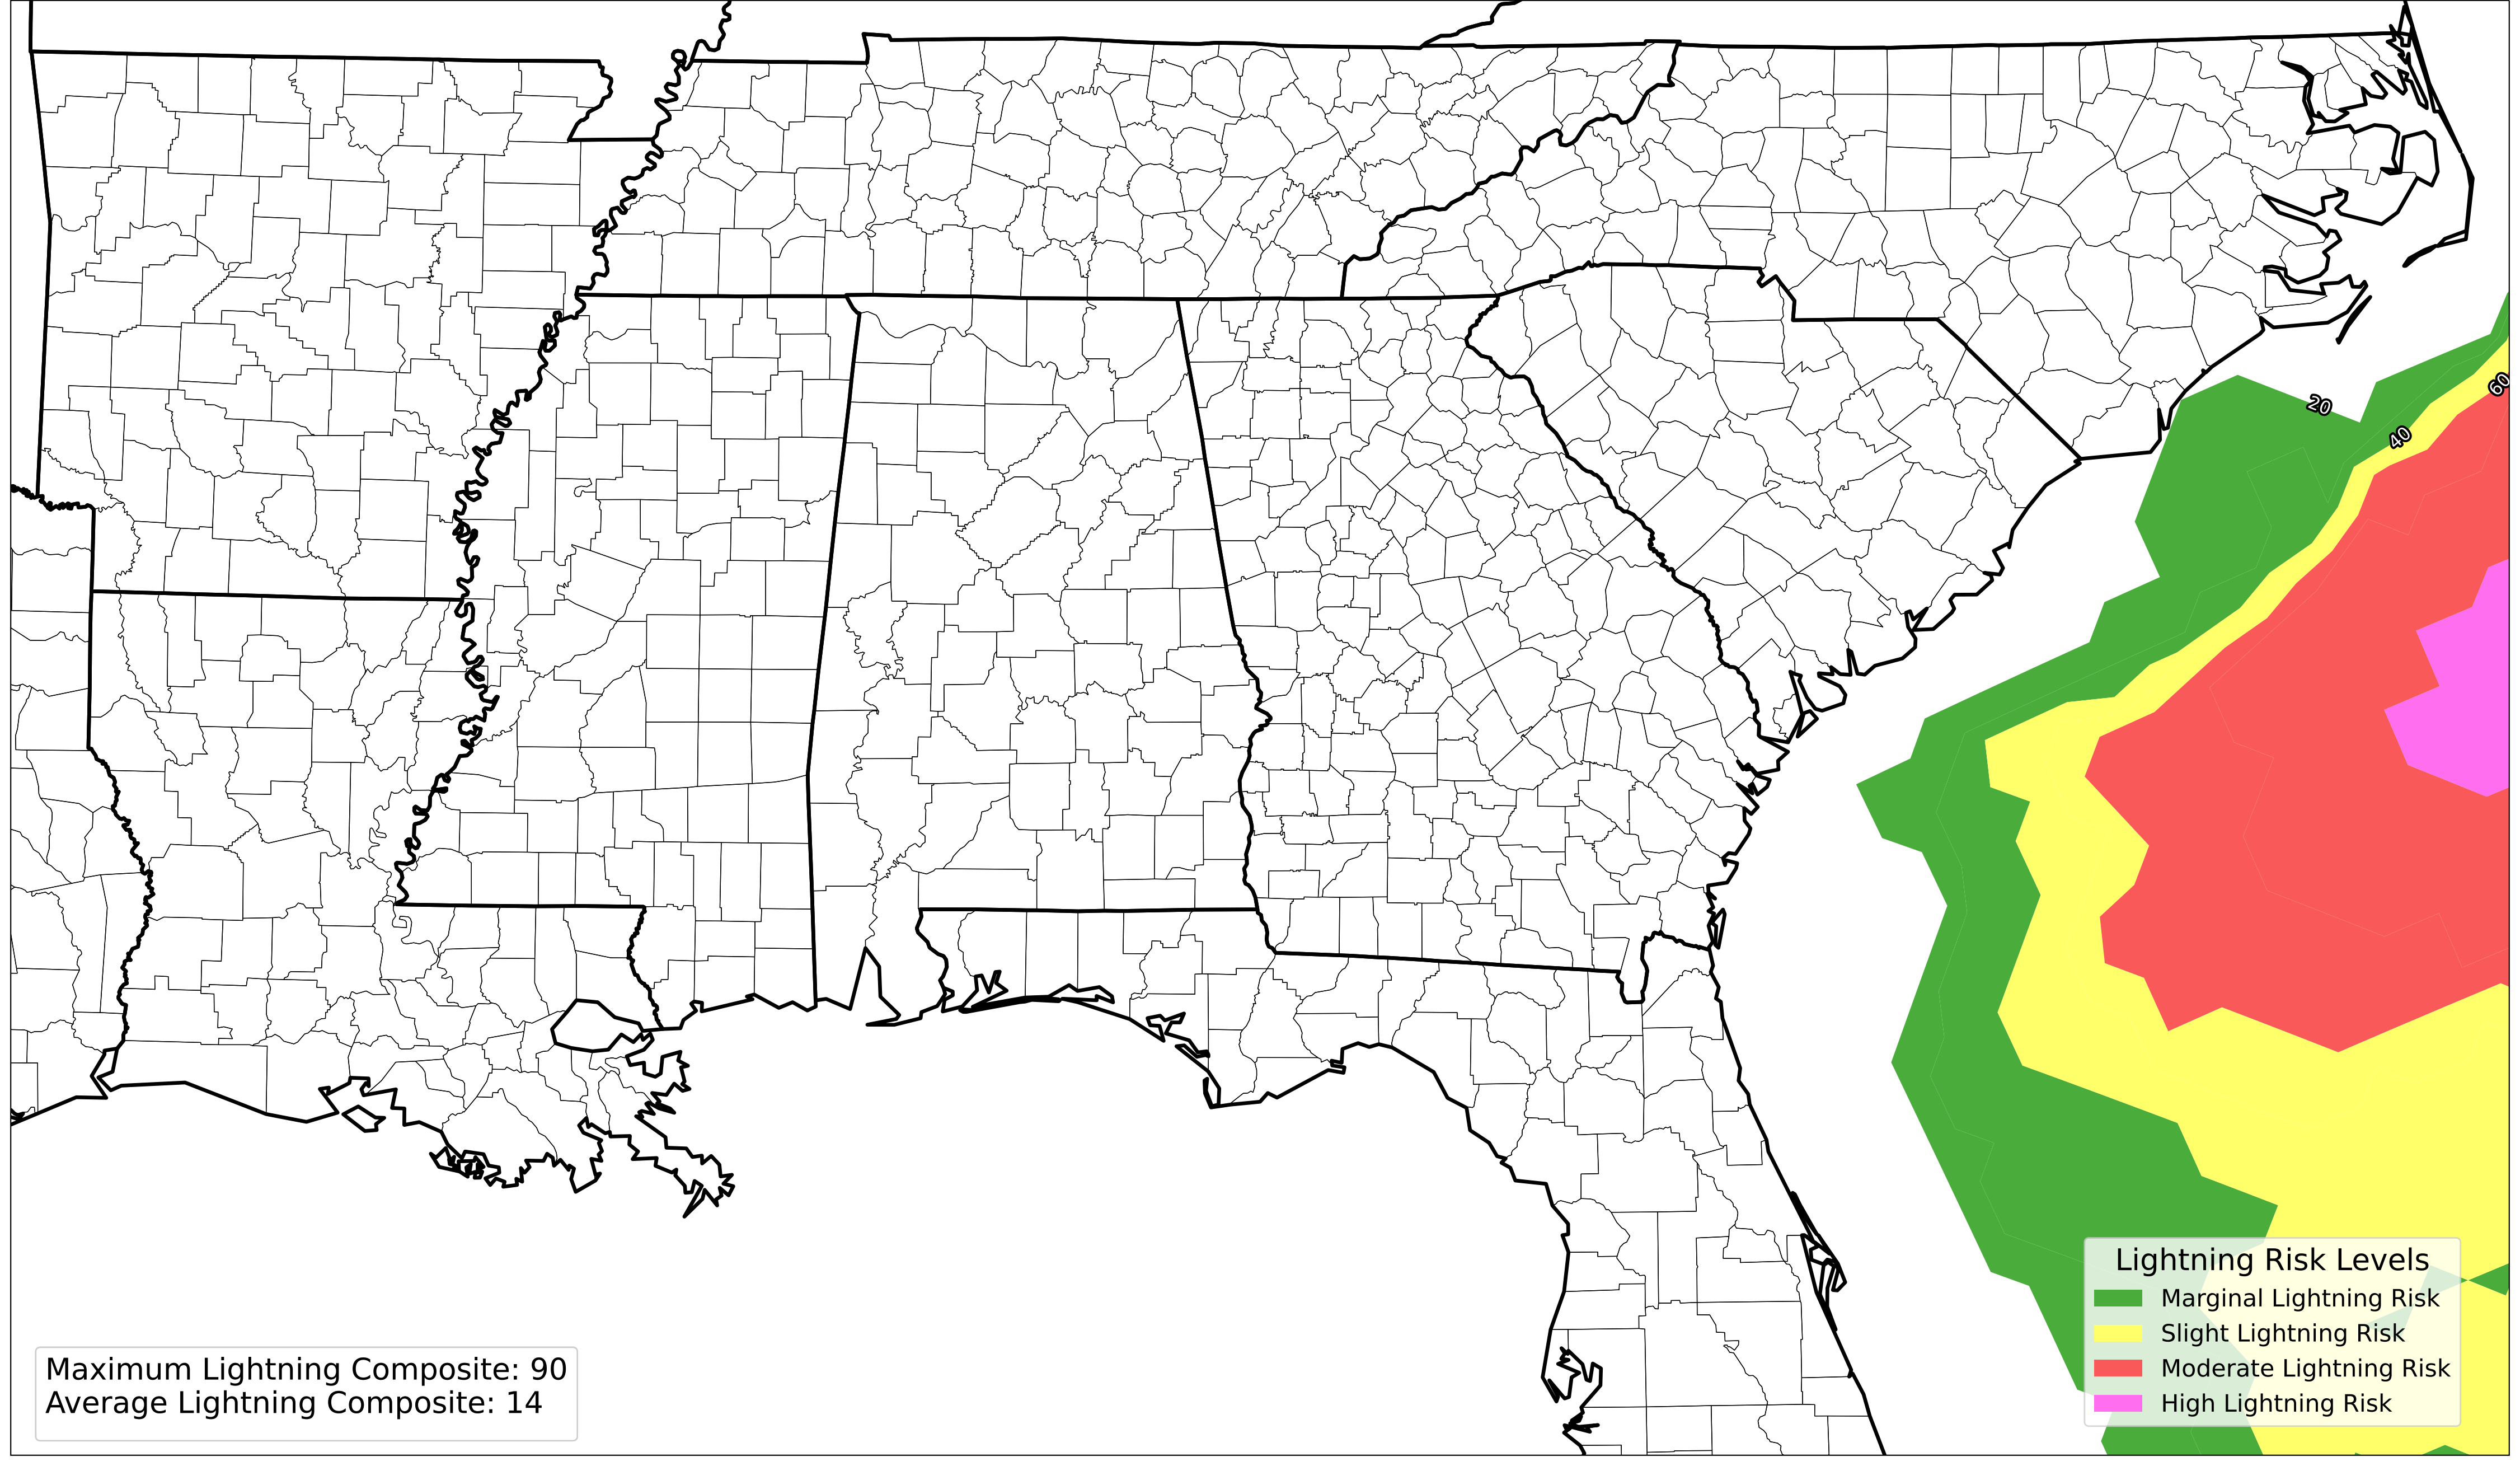 60
20
40
Lightning Risk Levels
Marginal Lightning Risk
Slight Lightning Risk
Moderate Lightning Risk
High Lightning Risk
Maximum Lightning Composite: 90
Average Lightning Composite: 14